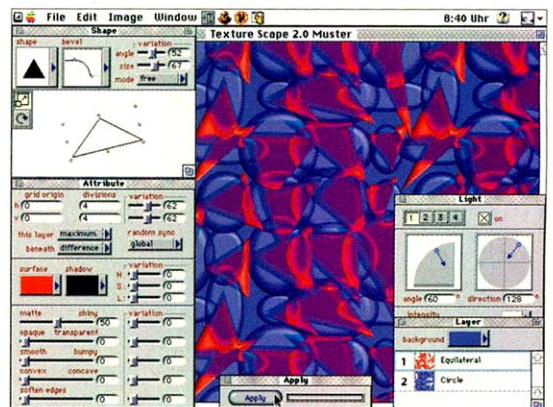 File Edit Image Window
8:40 Uhr
Shape
shape
bevel
variation
angle 52
size 67
mode free
Texture Scape 2.0 Muster
Attribute
grid origin divisions variation
h 0 4 62
v 0 4 62
this layer maximum
random sync
beneath difference
global
surface shadow
variation
H: 0
S: 0
L: 0
matte shiny
variation
50 0
opaque transparent
0
smooth bumpy
0
convex concave
0
soften edges
0
Light
1 2 3 4
on
angle 60 °
direction 128 °
intensity
Layer
background
1 Equilateral
2 Circle
Apply
Apply